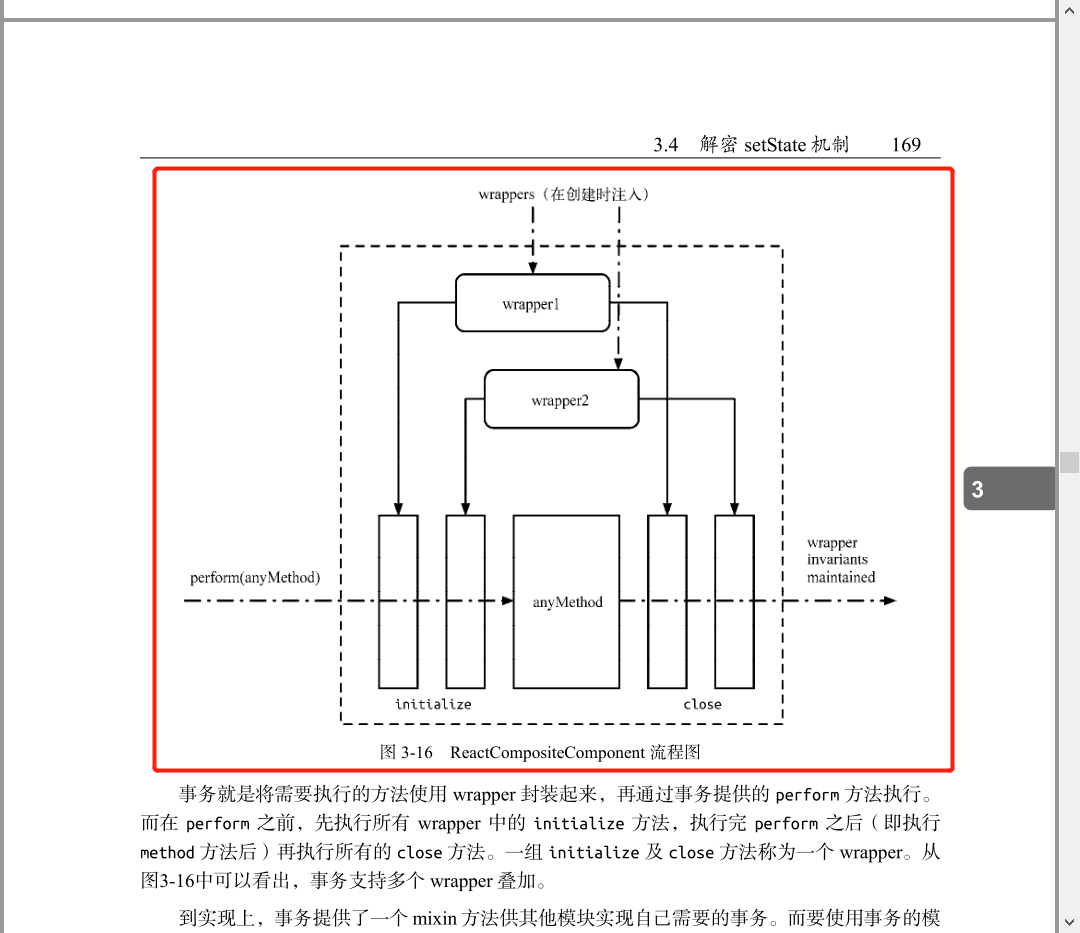 3.4 解密 setState 机制 169
wrappers（在创建时注入）
wrapper1
wrapper2
3
wrapper
invariants
maintained
perform(anyMethod)
anyMethod
initialize
close
图 3-16 ReactCompositeComponent 流程图
事务就是将需要执行的方法使用 wrapper 封装起来，再通过事务提供的 perform 方法执行。
而在 perform 之前，先执行所有 wrapper 中的 initialize 方法，执行完 perform 之后（即执行
method 方法后）再执行所有的 close 方法。一组 initialize 及 close 方法称为一个 wrapper。从
图3-16中可以看出，事务支持多个 wrapper 叠加。
到实现上，事务提供了一个 mixin 方法供其他模块实现自己需要的事务。而要使用事务的模